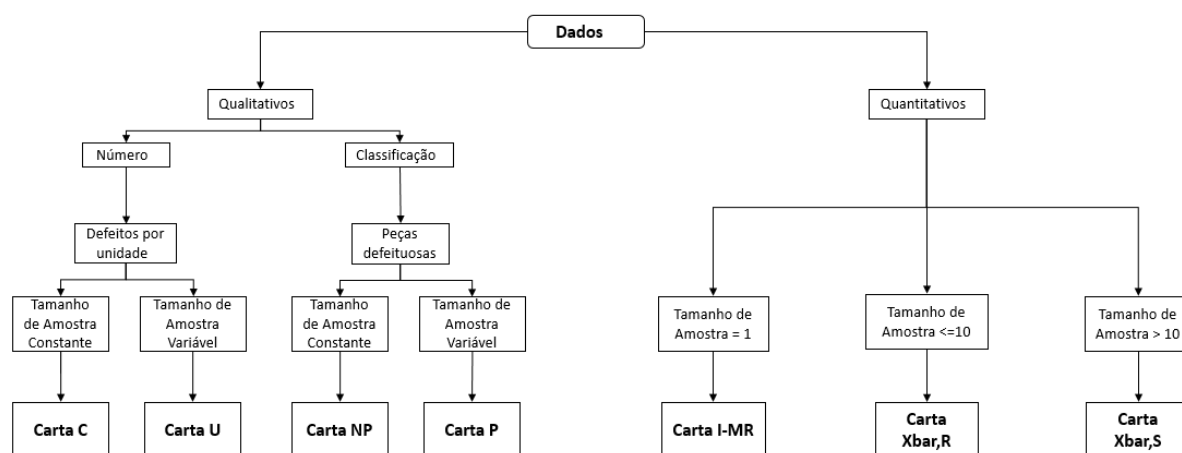 Dados
Qualitativos
Quantitativos
Número
Classificação
Defeitos por
unidade
Peças
defeituosas
Tamanho
de Amostra
Constante
Tamanho de
Amostra
Variável
Tamanho
de Amostra
Constante
Tamanho de
Amostra
Variável
Tamanho de
Amostra = 1
Tamanho de
Amostra <=10
Tamanho de
Amostra > 10
Carta C
Carta U
Carta NP
Carta P
Carta I-MR
Carta
Xbar,R
Carta
Xbar,S